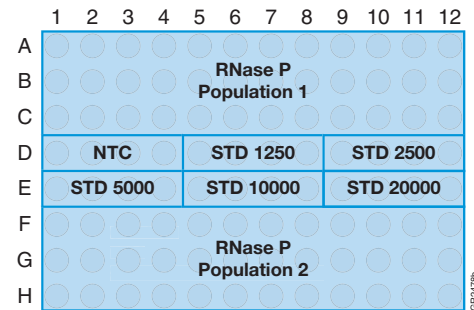 1 2 3 4 5 6 7 8 9 10 11 12
A
B
C
RNase P
Population 1
D NTC STD 1250 STD 2500
E STD 5000 STD 10000 STD 20000
F
G
H
RNase P
Population 2